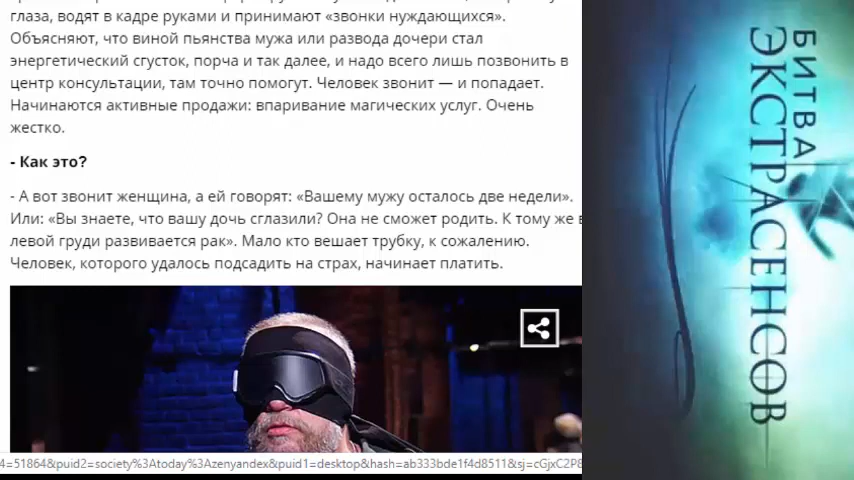 глаза, водят в кадре руками и принимают «звонки нуждающихся».
Объясняют, что виной пьянства мужа или развода дочери стал
энергетический сгусток, порча и так далее, и надо всего лишь позвонить в
центр консультации, там точно помогут. Человек звонит — и попадает.
Начинаются активные продажи: впаривание магических услуг. Очень
жестко.
- Как это?
- А вот звонит женщина, а ей говорят: «Вашему мужу осталось две недели».
Или: «Вы знаете, что вашу дочь сглазили? Она не сможет родить. К тому же в
левой груди развивается рак». Мало кто вешает трубку, к сожалению.
Человек, которого удалось подсадить на страх, начинает платить.
4=51864&puid2=society%3Atoday%3Azenyandex&puid1=desktop&hash=ab333bde1f4d8511&sj=cGjxC2P8
БИТВА
ЭКСТРАСЕНСОВ